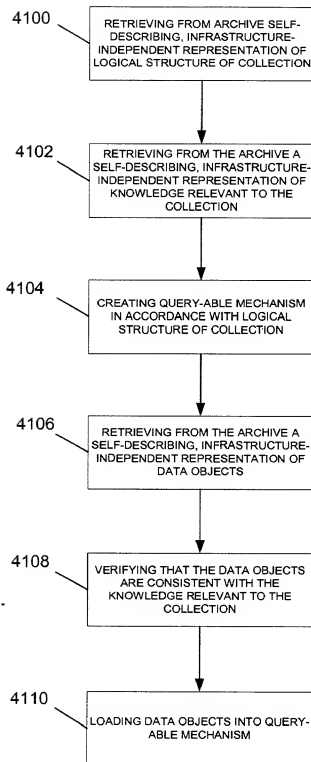 4100
RETRIEVING FROM ARCHIVE SELF-
DESCRIBING, INFRASTRUCTURE-
INDEPENDENT REPRESENTATION OF
LOGICAL STRUCTURE OF COLLECTION
4102
RETRIEVING FROM THE ARCHIVE A
SELF-DESCRIBING, INFRASTRUCTURE-
INDEPENDENT REPRESENTATION OF
KNOWLEDGE RELEVANT TO THE
COLLECTION
4104
CREATING QUERY-ABLE MECHANISM
IN ACCORDANCE WITH LOGICAL
STRUCTURE OF COLLECTION
4106
RETRIEVING FROM THE ARCHIVE A
SELF-DESCRIBING, INFRASTRUCTURE-
INDEPENDENT REPRESENTATION OF
DATA OBJECTS
4108
VERIFYING THAT THE DATA OBJECTS
ARE CONSISTENT WITH THE
KNOWLEDGE RELEVANT TO THE
COLLECTION
4110
LOADING DATA OBJECTS INTO QUERY-
ABLE MECHANISM